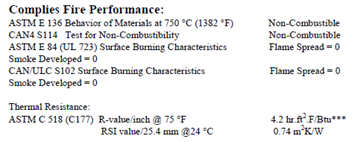 Complies Fire Performance:
ASTM E 136 Behavior of Materials at 750 °C (1382 °F) Non-Combustible
CAN4 S114 Test for Non-Combustibility Non-Combustible
ASTM E 84 (UL 723) Surface Burning Characteristics Flame Spread = 0
Smoke Developed = 0
CAN/ULC S102 Surface Burning Characteristics Flame Spread = 0
Smoke Developed = 0
Thermal Resistance:
ASTM C 518 (C177) R-value/inch @ 75 °F 4.2 hr.ft².F/Btu***
RSI value/25.4 mm @24 °C 0.74 m²K/W